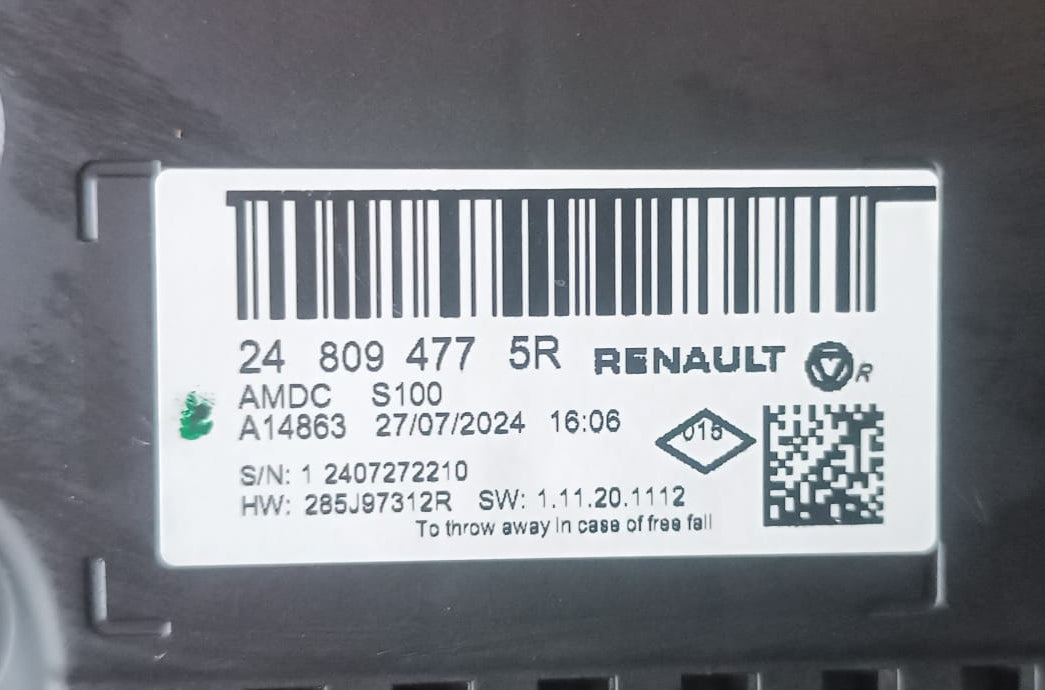 24 809 477 5R RENAULT R
AMDC S100
A14863 27/07/2024 16:06
018
S/N: 1 2407272210
HW: 285J97312R SW: 1.11.20.1112
To throw away in case of free fall